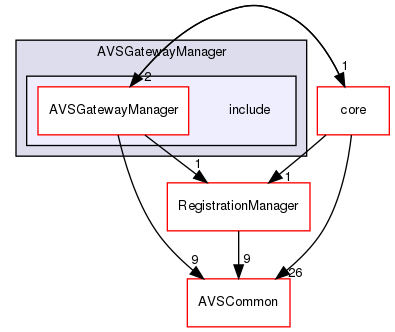 AVSGatewayManager
2
1
AVSGatewayManager
include
core
1
1
RegistrationManager
9
9
26
AVSCommon